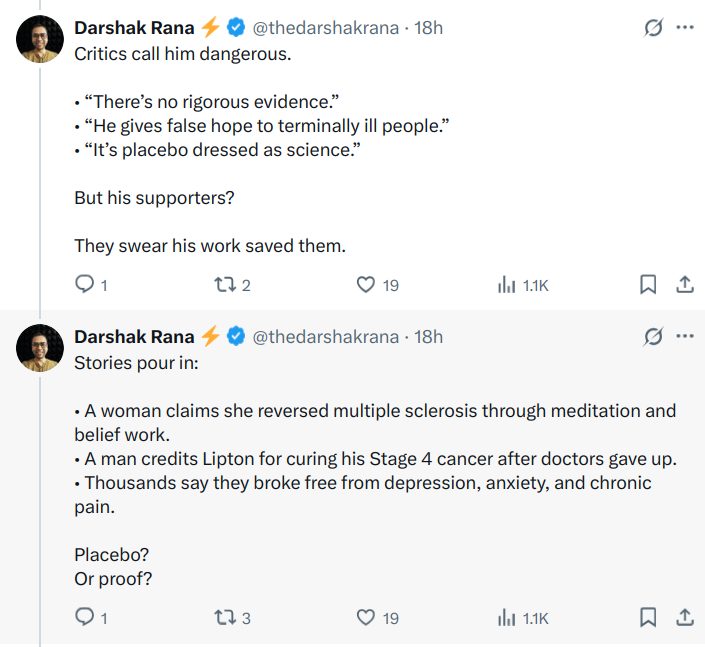 Darshak Rana ⚡ @thedarshakrana · 18h
Critics call him dangerous.
• “There’s no rigorous evidence.”
• “He gives false hope to terminally ill people.”
• “It’s placebo dressed as science.”
But his supporters?
They swear his work saved them.
1 2 19 1.1K
Darshak Rana ⚡ @thedarshakrana · 18h
Stories pour in:
• A woman claims she reversed multiple sclerosis through meditation and
belief work.
• A man credits Lipton for curing his Stage 4 cancer after doctors gave up.
• Thousands say they broke free from depression, anxiety, and chronic
pain.
Placebo?
Or proof?
1 3 19 1.1K